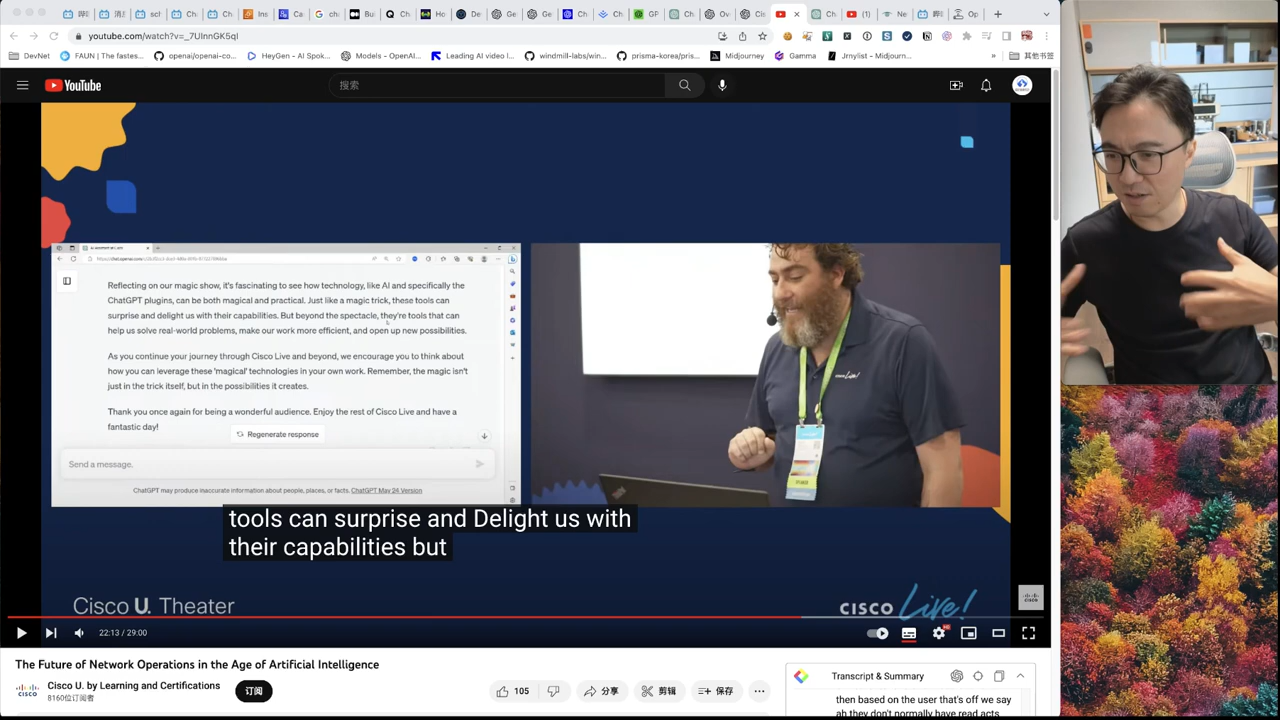 youtube.com/watch?v=_7UInnGK5qI
DevNet
FAUN | The fastes...
openai/openai-co...
HeyGen - AI Spok...
Models - OpenAI...
Leading AI video l...
windmill-labs/win...
prisma-korea/pris...
Midjourney
Gamma
Jrnylist - Midjourn...
»
其他书签
YouTube
搜索
Reflecting on our magic show, it's fascinating to see how technology, like AI and specifically the
ChatGPT plugins, can be both magical and practical. Just like a magic trick, these tools can
surprise and delight us with their capabilities. But beyond the spectacle, they're tools that can
help us solve real-world problems, make our work more efficient, and open up new possibilities.
As you continue your journey through Cisco Live and beyond, we encourage you to think about
how you can leverage these 'magical' technologies in your own work. Remember, the magic isn't
just in the trick itself, but in the possibilities it creates.
Thank you once again for being a wonderful audience. Enjoy the rest of Cisco Live and have a
fantastic day!
Regenerate response
Send a message.
ChatGPT may produce inaccurate information about people, places, or facts. ChatGPT May 24 Version
tools can surprise and Delight us with
their capabilities but
Cisco U. Theater
CISCO Live!
22:13 / 29:00
The Future of Network Operations in the Age of Artificial Intelligence
Cisco U. by Learning and Certifications
8160位订阅者
订阅
105
分享
剪辑
保存
Transcript & Summary
then based on the user that's off we say
ah they don't normally have read acts